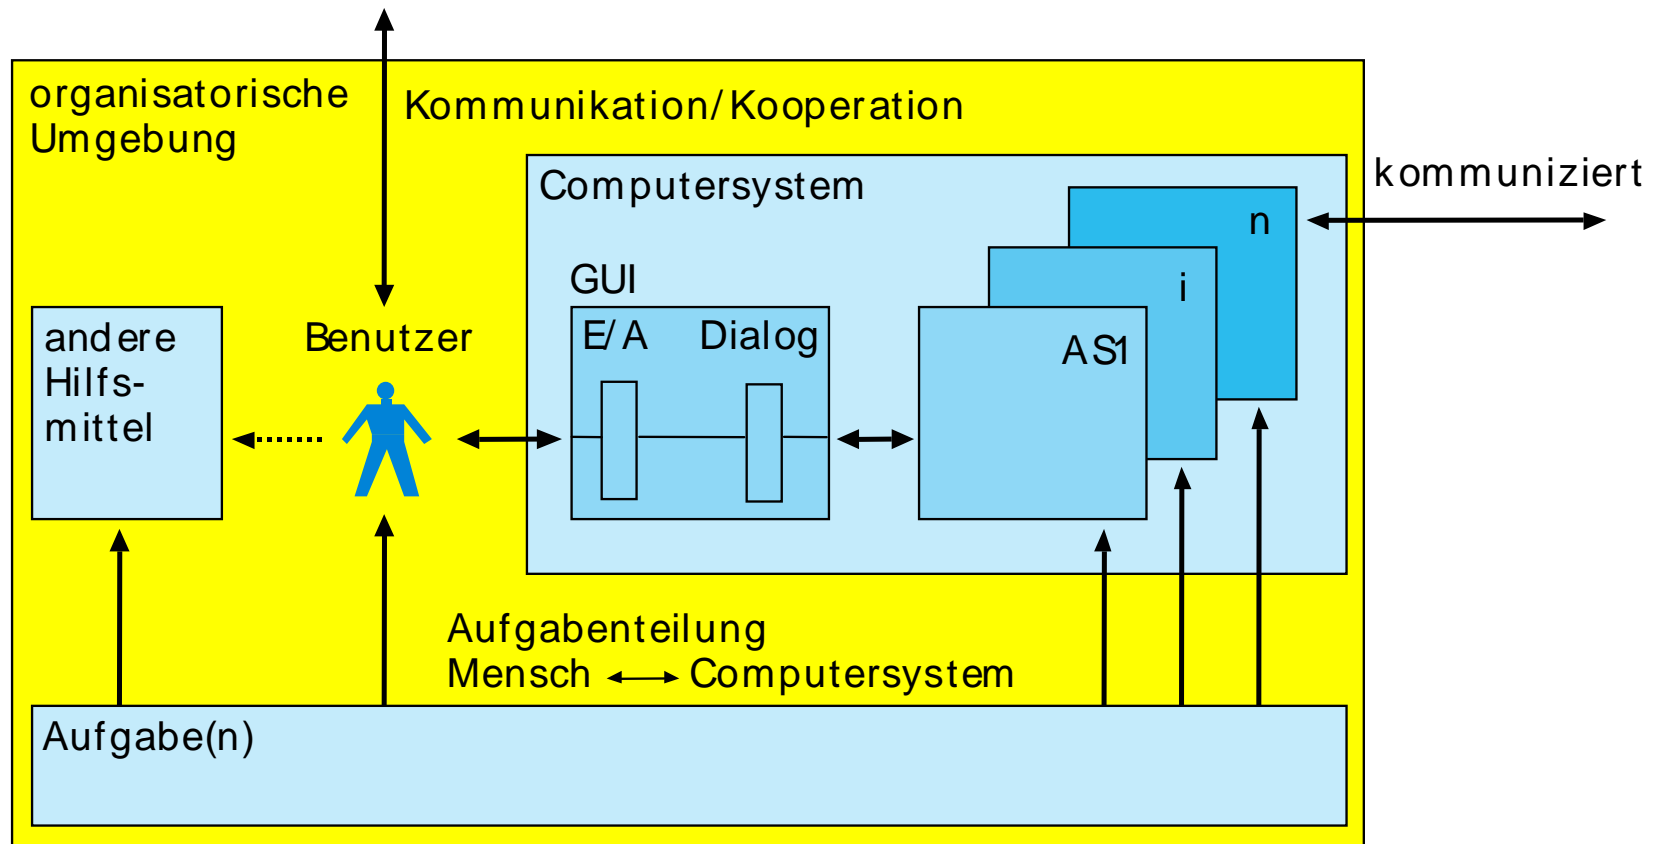 organisatorische
Umgebung
Kommunikation/Kooperation
kommuniziert
Computersystem
n
i
GUI
E/A Dialog
AS1
andere
Hilfs-
mittel
Benutzer
Aufgabenteilung
Mensch Computersystem
Aufgabe(n)